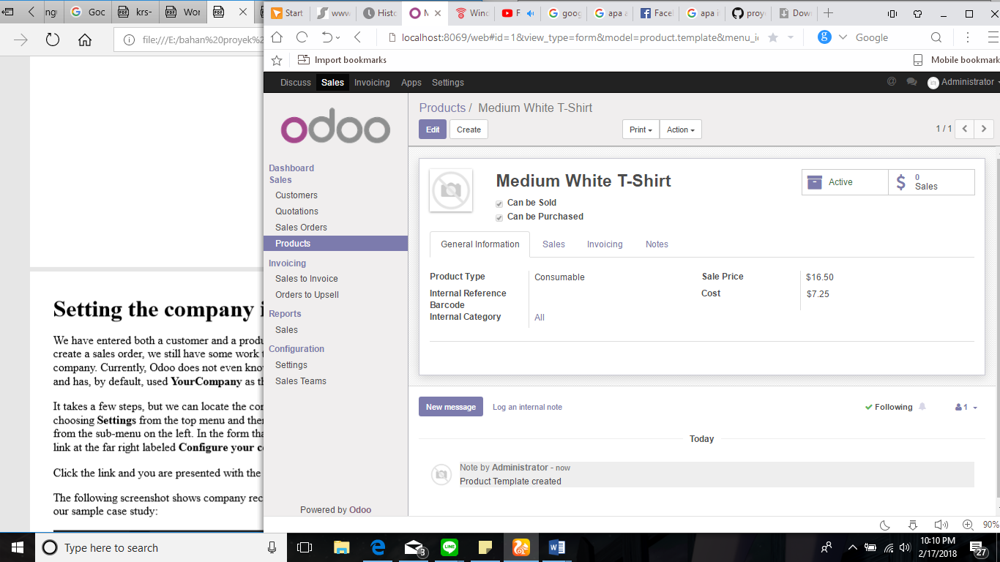 Goc
krs-
Wor
file:///E:/bahan%20proyek%2
Setting the company i
We have entered both a customer and a produ
create a sales order, we still have some work t
company. Currently, Odoo does not even kno
and has, by default, used YourCompany as th
It takes a few steps, but we can locate the con
choosing Settings from the top menu and then
from the sub-menu on the left. In the form tha
link at the far right labeled Configure your c
Click the link and you are presented with the
The following screenshot shows company rec
our sample case study:
Start
www
Histo
Winc
F
goog
apa a
Facel
apa i
proye
Dow
localhost:8069/web#id=1&view_type=form&model=product.template&menu_i
Google
Import bookmarks
Mobile bookmark
Discuss Sales Invoicing Apps Settings
Administrator
odoo
Dashboard
Sales
Customers
Quotations
Sales Orders
Products
Invoicing
Sales to Invoice
Orders to Upsell
Reports
Sales
Configuration
Settings
Sales Teams
Powered by Odoo
Products / Medium White T-Shirt
Edit Create
Print Action
1 / 1
Medium White T-Shirt
Can be Sold
Can be Purchased
Active
0
Sales
General Information Sales Invoicing Notes
Product Type Consumable
Internal Reference
Barcode
Internal Category All
Sale Price $16.50
Cost $7.25
New message Log an internal note
Following
1
Today
Note by Administrator - now
Product Template created
90%
Type here to search
3
10:10 PM
2/17/2018
27